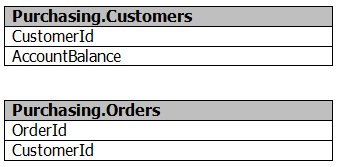 Purchasing.Customers
CustomerId
AccountBalance
Purchasing.Orders
OrderId
CustomerId